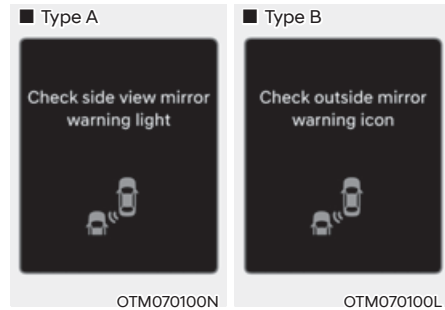 ■ Type A
Check side view mirror
warning light
OTM070100N
■ Type B
Check outside mirror
warning icon
OTM070100L